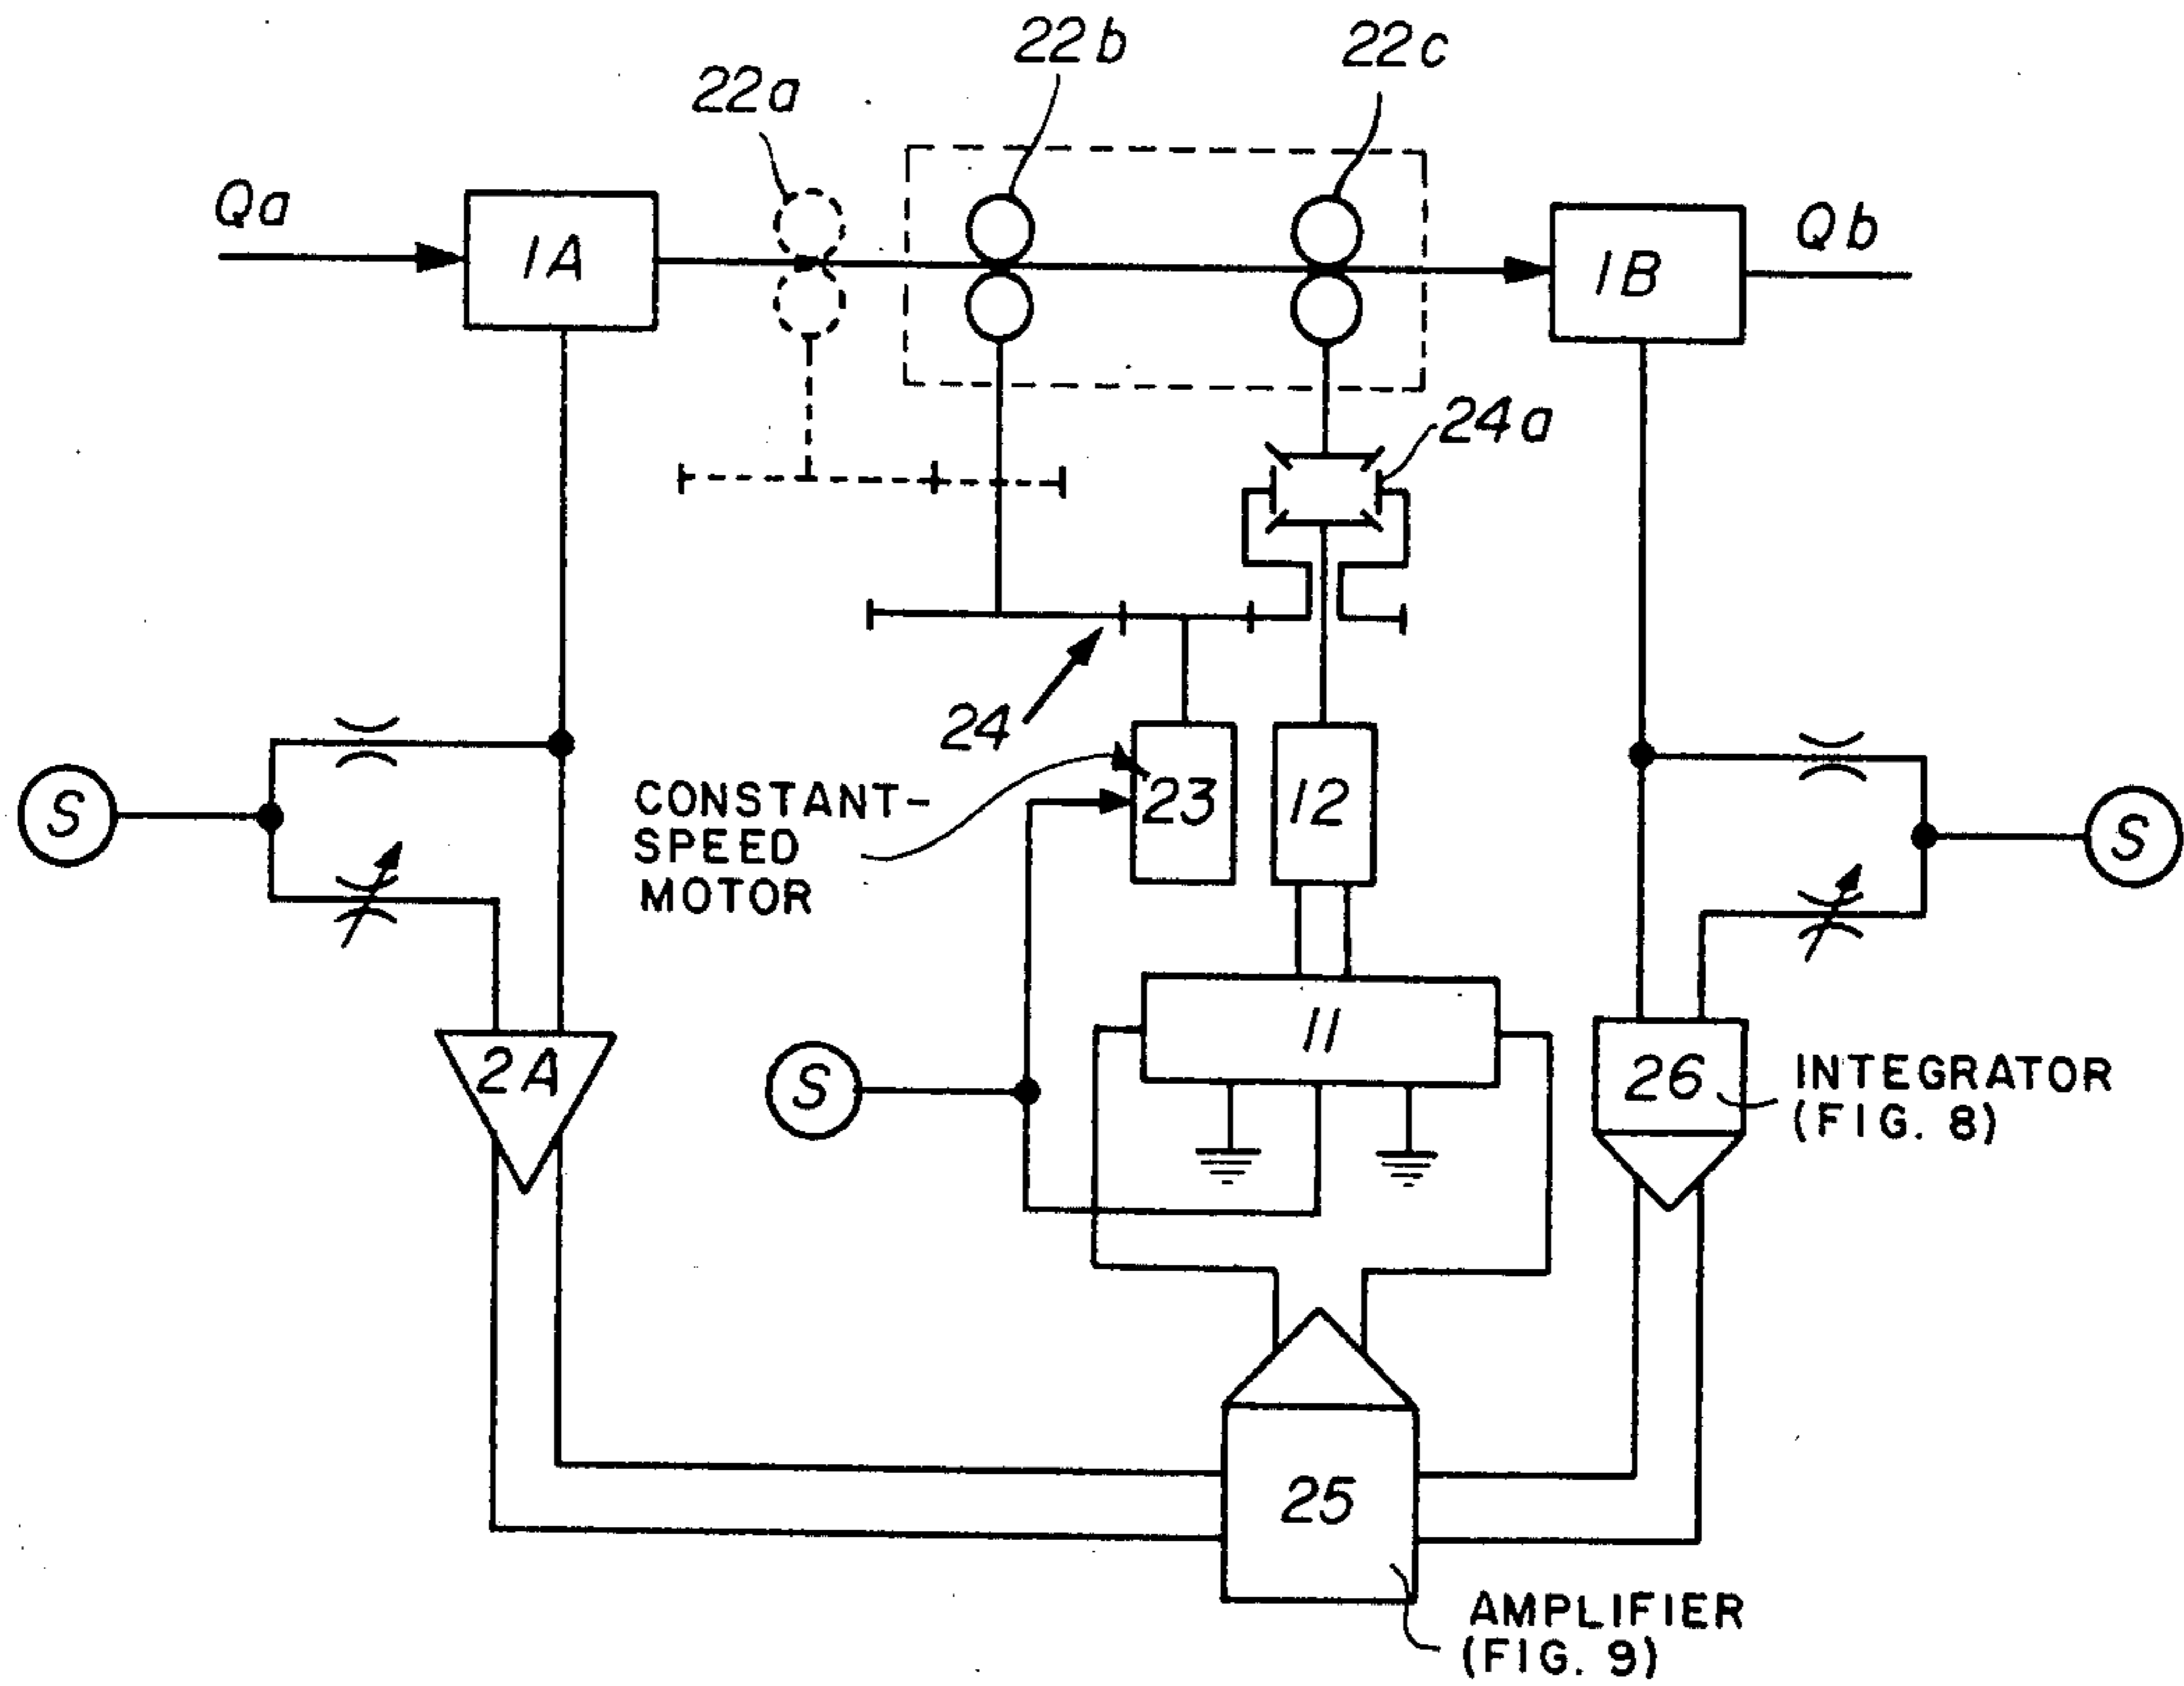 22b
22c
22a
Qa
1A
1B
Qb
24a
24
S
CONSTANT-
SPEED
MOTOR
23
12
S
11
2A
S
26
INTEGRATOR
(FIG. 8)
25
AMPLIFIER
(FIG. 9)